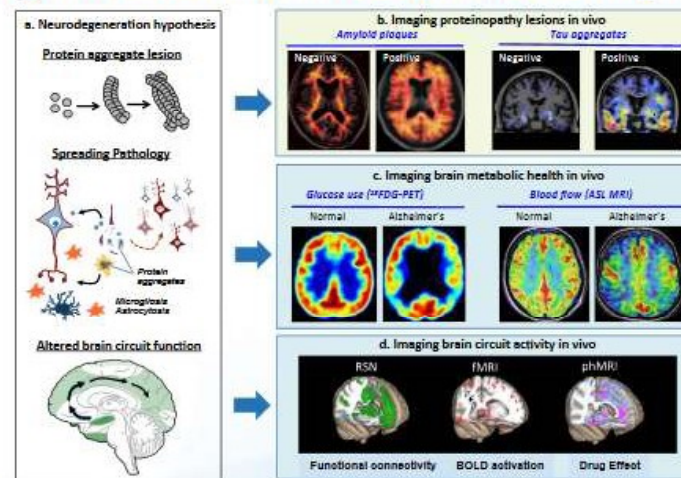 a. Neurodegeneration hypothesis
Protein aggregate lesion
Spreading Pathology
Protein
aggregates
Microgliosis
Astrocytosis
Altered brain circuit function
b. Imaging proteinopathy lesions in vivo
Amyloid plaques
Tau aggregates
Negative
Positive
Negative
Positive
c. Imaging brain metabolic health in vivo
Glucose use (¹⁸FDG-PET)
Blood flow (ASL MRI)
Normal
Alzheimer's
Normal
Alzheimer's
d. Imaging brain circuit activity in vivo
RSN
fMRI
phMRI
Functional connectivity
BOLD activation
Drug Effect